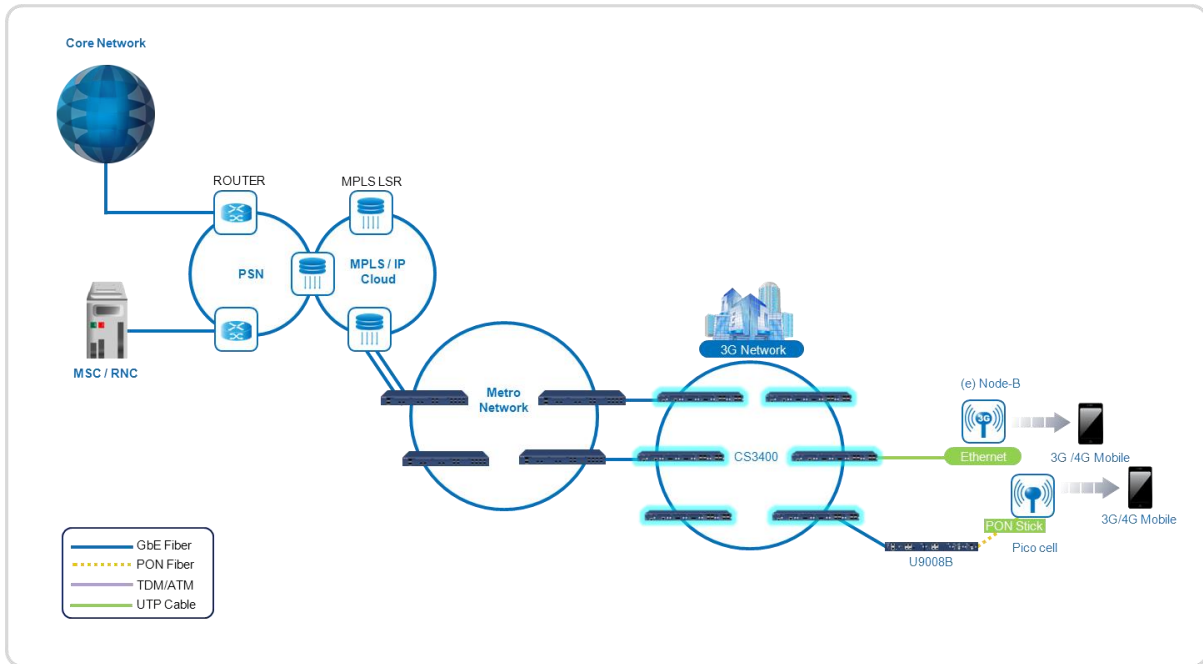 Core Network
ROUTER
MPLS LSR
PSN
MPLS / IP
Cloud
MSC / RNC
Metro
Network
3G Network
CS3400
(e) Node-B
3G
Ethernet
3G /4G Mobile
PON Stick
Pico cell
3G/4G Mobile
U9008B
GbE Fiber
PON Fiber
TDM/ATM
UTP Cable